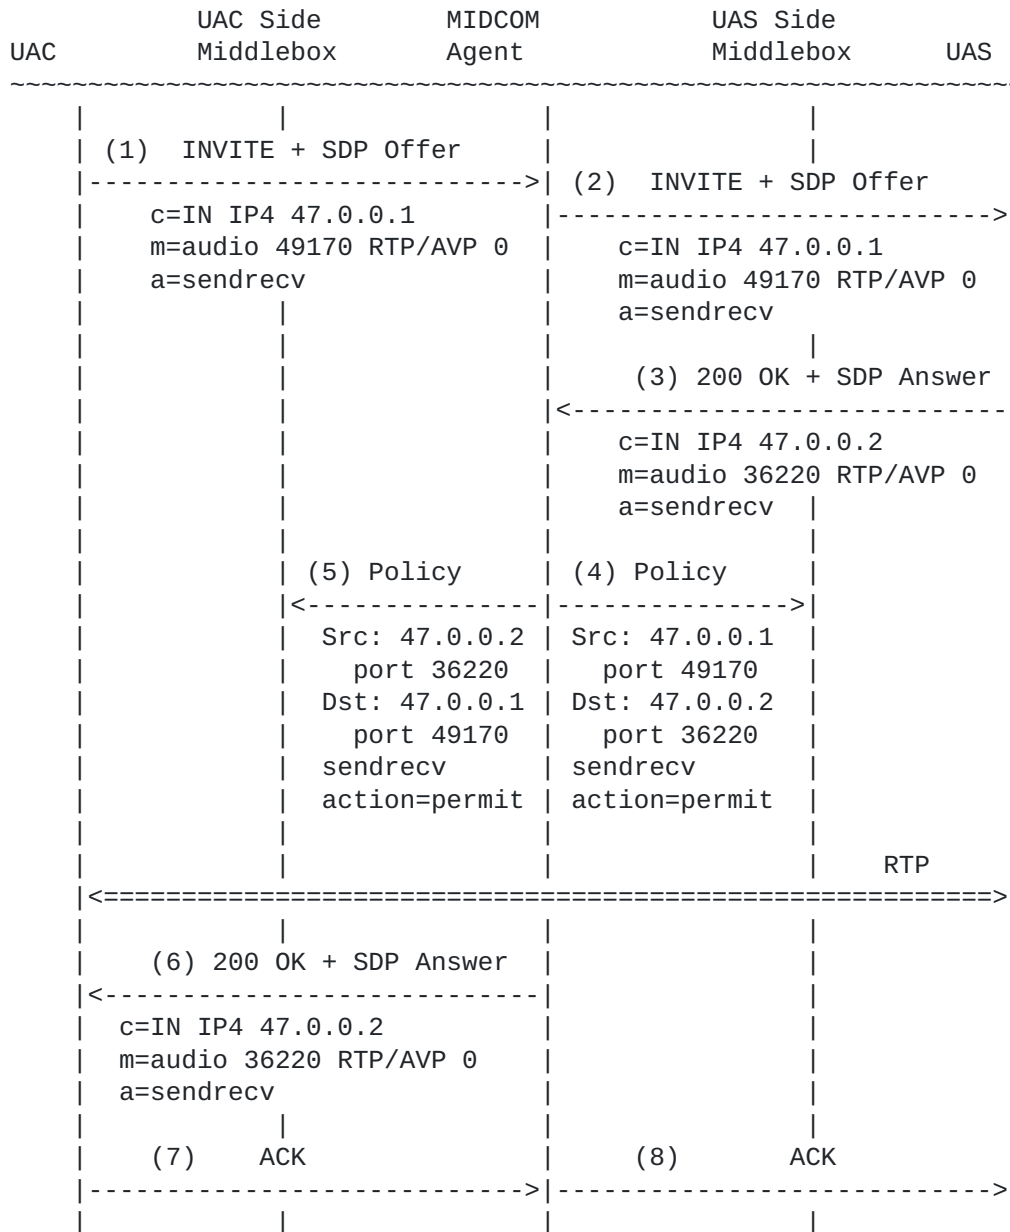 UAC Side        MIDCOM           UAS Side
UAC         Middlebox       Agent            Middlebox      UAS
~~~~~~~~~~~~~~~~~~~~~~~~~~~~~~~~~~~~~~~~~~~~~~~~~~~~~~~~~~~~~~~~
    |            |                |                |
    | (1)  INVITE + SDP Offer     |                |
    |---------------------------->| (2)  INVITE + SDP Offer
    |    c=IN IP4 47.0.0.1        |---------------------------->
    |    m=audio 49170 RTP/AVP 0  |    c=IN IP4 47.0.0.1
    |    a=sendrecv               |    m=audio 49170 RTP/AVP 0
    |            |                |    a=sendrecv
    |            |                |                |
    |            |                |     (3) 200 OK + SDP Answer
    |            |                |<----------------------------
    |            |                |    c=IN IP4 47.0.0.2
    |            |                |    m=audio 36220 RTP/AVP 0
    |            |                |    a=sendrecv  |
    |            |                |                |
    |            | (5) Policy     | (4) Policy     |
    |            |<---------------|--------------->|
    |            |  Src: 47.0.0.2 | Src: 47.0.0.1  |
    |            |    port 36220  |   port 49170   |
    |            |  Dst: 47.0.0.1 | Dst: 47.0.0.2  |
    |            |    port 49170  |   port 36220   |
    |            |  sendrecv      | sendrecv       |
    |            |  action=permit | action=permit  |
    |            |                |                |
    |            |                |                |    RTP
    |<=========================================================>
    |            |                |                |
    |    (6) 200 OK + SDP Answer  |                |
    |<----------------------------|                |
    |  c=IN IP4 47.0.0.2          |                |
    |  m=audio 36220 RTP/AVP 0    |                |
    |  a=sendrecv                 |                |
    |            |                |                |
    |    (7)    ACK               |     (8)       ACK
    |---------------------------->|---------------------------->
    |            |                |                |